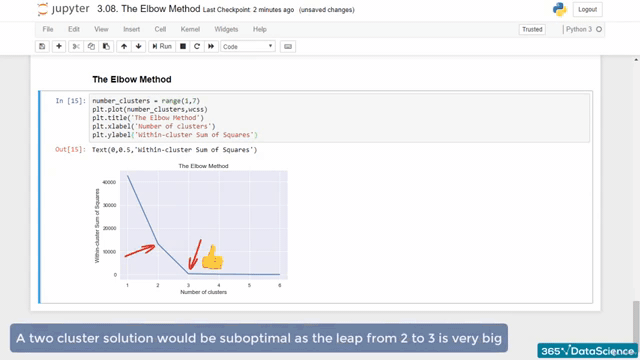 jupyter 3.08. The Elbow Method Last Checkpoint: 2 minutes ago (unsaved changes)
Logout
File Edit View Insert Cell Kernel Widgets Help
Trusted
Python 3
Run
Code
The Elbow Method
In [15]:
number_clusters = range(1,7)
plt.plot(number_clusters,wcss)
plt.title('The Elbow Method')
plt.xlabel('Number of clusters')
plt.ylabel('Within-cluster Sum of Squares')
Out[15]:
Text(0,0.5,'Within-cluster Sum of Squares')
The Elbow Method
Within-cluster Sum of Squares
40000
30000
20000
10000
0
1 2 3 4 5 6
Number of clusters
A two cluster solution would be suboptimal as the leap from 2 to 3 is very big
365 DataScience